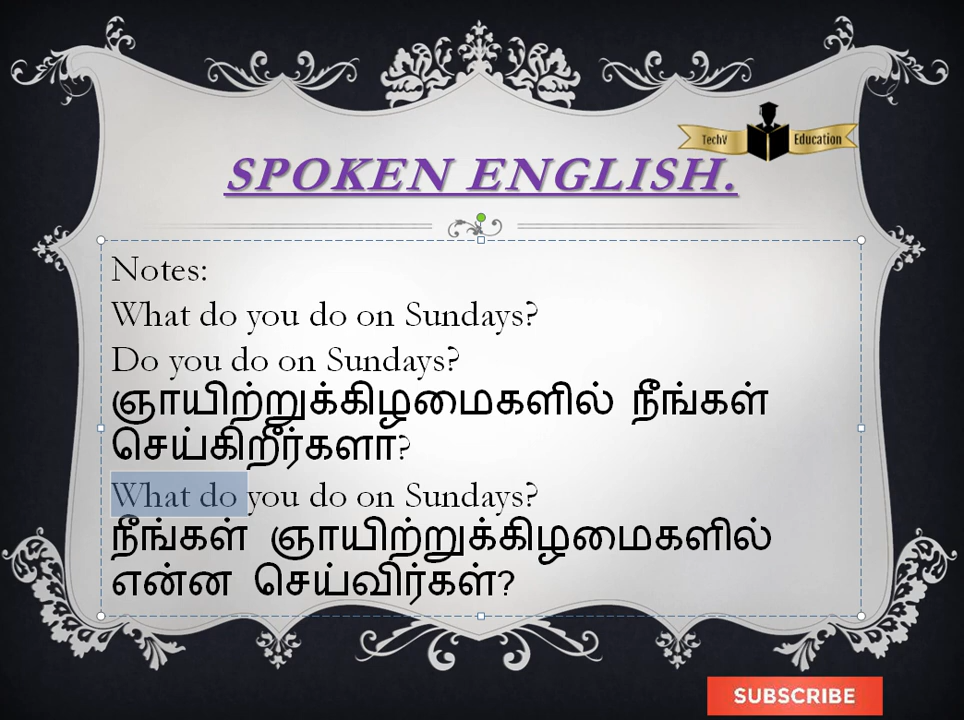 TechV Education
SPOKEN ENGLISH.
Notes:
What do you do on Sundays?
Do you do on Sundays?
ஞாயிற்றுக்கிழமைகளில் நீங்கள்
செய்கிறீர்களா?
What do you do on Sundays?
நீங்கள் ஞாயிற்றுக்கிழமைகளில்
என்ன செய்விர்கள்?
SUBSCRIBE